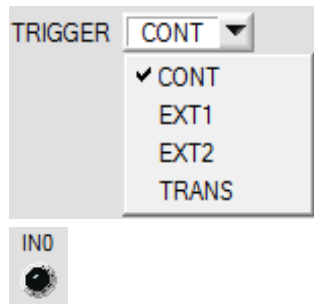 TRIGGER CONT
CONT
EXT1
EXT2
TRANS
IN0